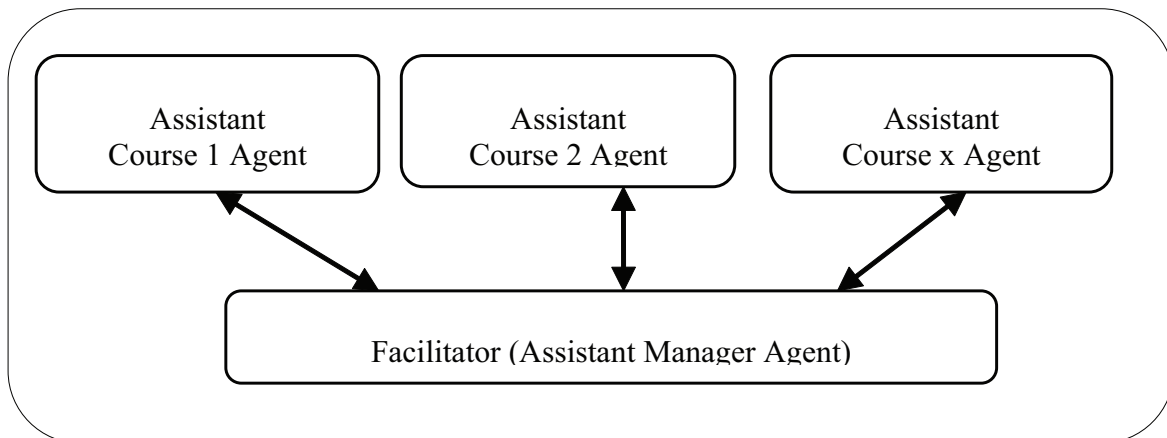 Assistant
Course 1 Agent
Assistant
Course 2 Agent
Assistant
Course x Agent
Facilitator (Assistant Manager Agent)